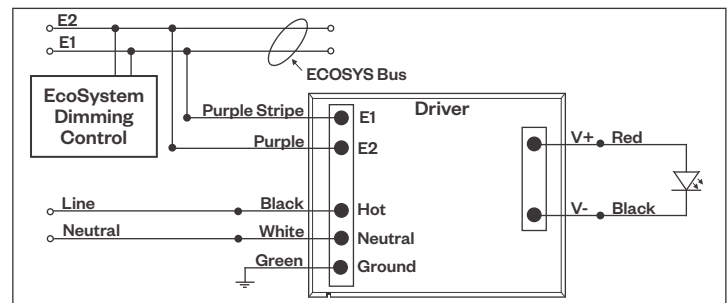 E2
E1
ECOSYS Bus
EcoSystem
Dimming
Control
Driver
Purple Stripe
E1
Purple
E2
V+
Red
Line
Black
Hot
V-
Black
Neutral
White
Neutral
Green
Ground